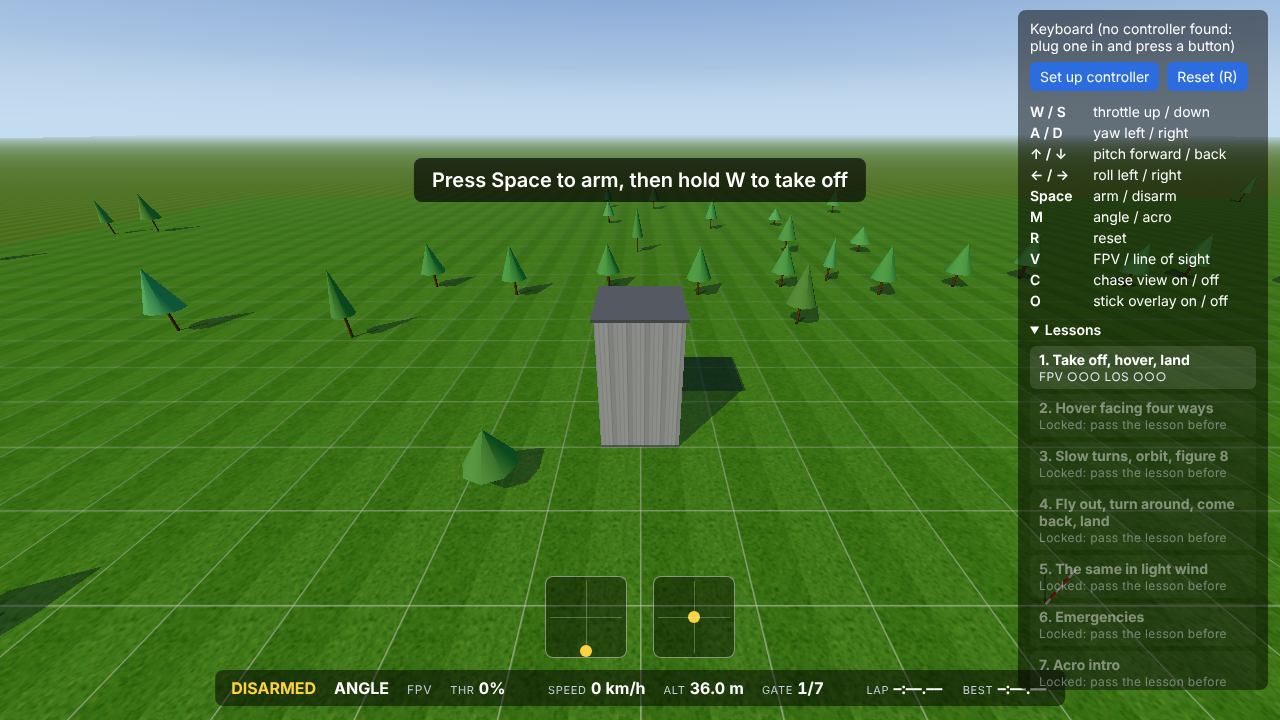 Keyboard (no controller found:
plug one in and press a button)
Set up controller Reset (R)
W / S throttle up / down
A / D yaw left / right
↑ / ↓ pitch forward / back
← / → roll left / right
Space arm / disarm
M angle / acro
R reset
V FPV / line of sight
C chase view on / off
O stick overlay on / off
▼ Lessons
1. Take off, hover, land
FPV ○○○ LOS ○○○
2. Hover facing four ways
Locked: pass the lesson before
3. Slow turns, orbit, figure 8
Locked: pass the lesson before
4. Fly out, turn around, come
back, land
Locked: pass the lesson before
5. The same in light wind
Locked: pass the lesson before
6. Emergencies
Locked: pass the lesson before
7. Acro intro
Locked: pass the lesson before
Press Space to arm, then hold W to take off
DISARMED ANGLE FPV THR 0% SPEED 0 km/h ALT 36.0 m GATE 1/7 LAP –:––.–– BEST –:––.––